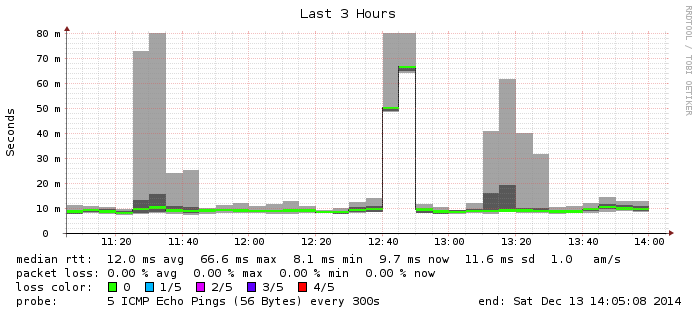 Last 3 Hours
RRDTOOL / TOBI OETIKER
Seconds
80 m
70 m
60 m
50 m
40 m
30 m
20 m
10 m
0
11:20 11:40 12:00 12:20 12:40 13:00 13:20 13:40 14:00
median rtt: 12.0 ms avg 66.6 ms max 8.1 ms min 9.7 ms now 11.6 ms sd 1.0 am/s
packet loss: 0.00 % avg 0.00 % max 0.00 % min 0.00 % now
loss color: 0 1/5 2/5 3/5 4/5
probe: 5 ICMP Echo Pings (56 Bytes) every 300s end: Sat Dec 13 14:05:08 2014